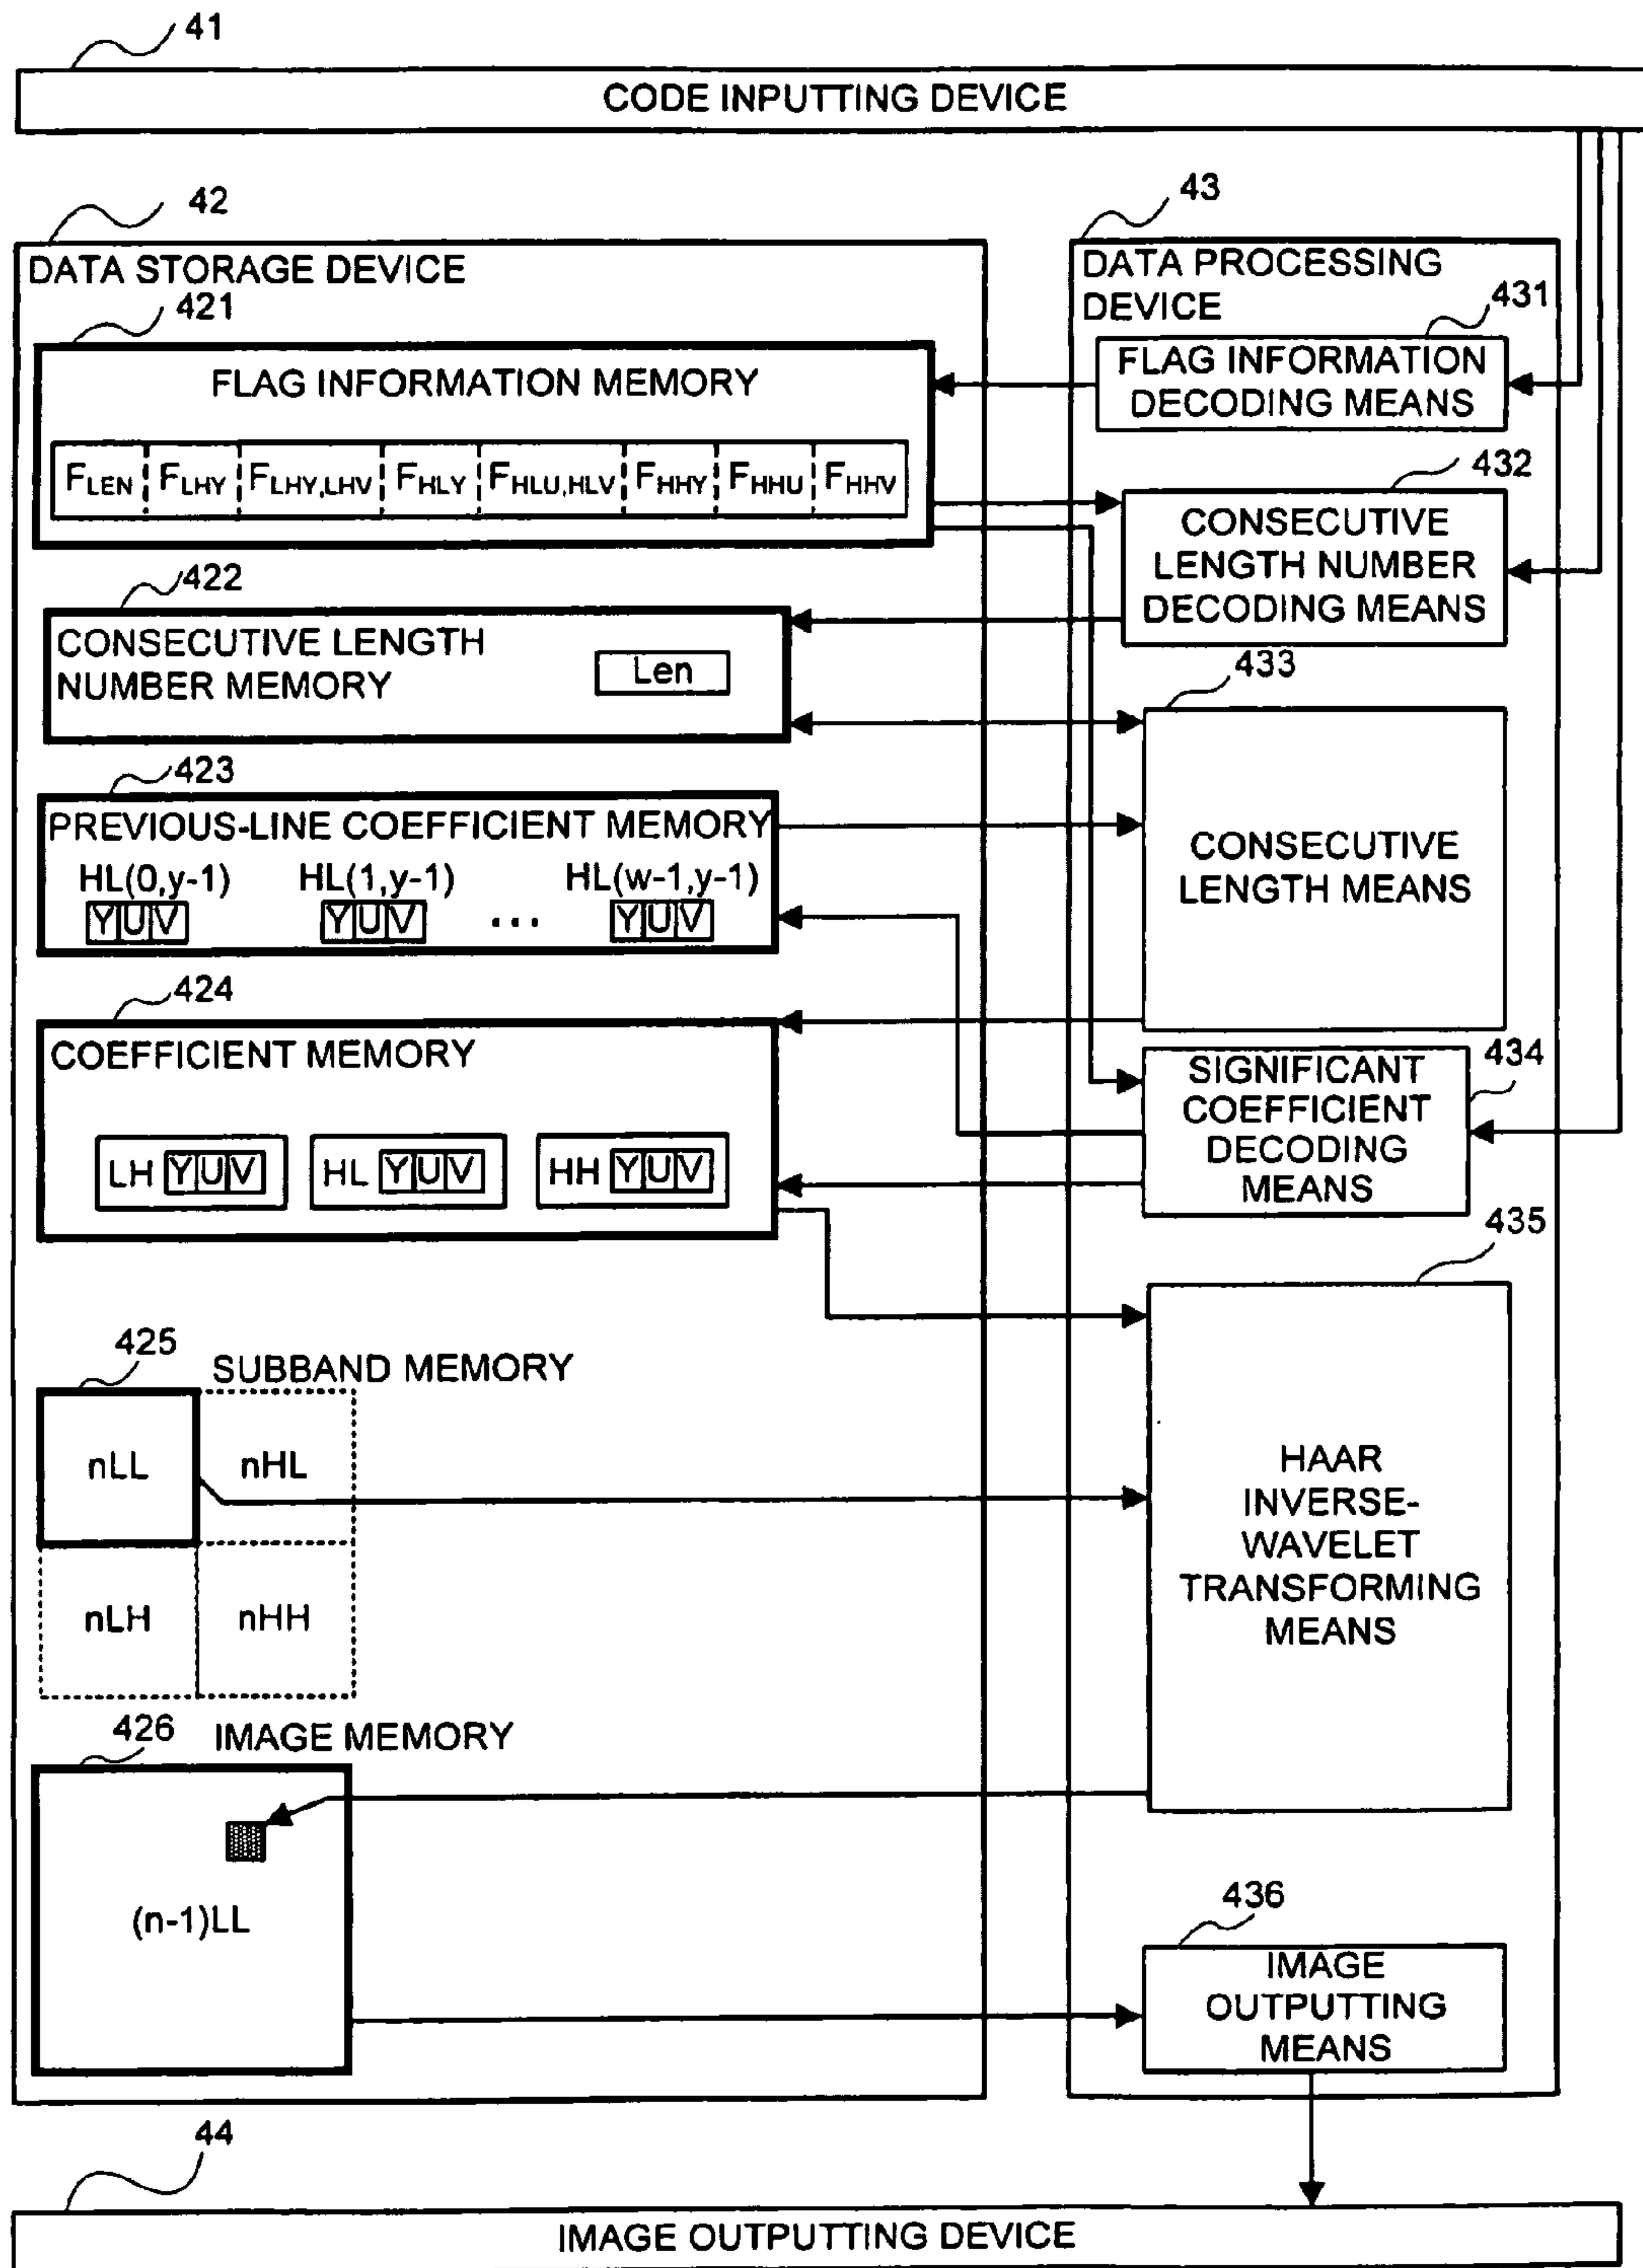 41
CODE INPUTTING DEVICE
42
43
DATA STORAGE DEVICE
DATA PROCESSING
DEVICE
421
431
FLAG INFORMATION MEMORY
FLAG INFORMATION
DECODING MEANS
FLEN FLHY FLHY,LHV FHLY FHLU,HLV FHHY FHHU FHHV
432
CONSECUTIVE
LENGTH NUMBER
DECODING MEANS
422
CONSECUTIVE LENGTH
NUMBER MEMORY
Len
433
CONSECUTIVE
LENGTH MEANS
423
PREVIOUS-LINE COEFFICIENT MEMORY
HL(0,y-1) HL(1,y-1) HL(w-1,y-1)
Y U V Y U V ... Y U V
424
COEFFICIENT MEMORY
LH Y U V HL Y U V HH Y U V
434
SIGNIFICANT
COEFFICIENT
DECODING
MEANS
435
HAAR
INVERSE-
WAVELET
TRANSFORMING
MEANS
425
SUBBAND MEMORY
nLL nHL
nLH nHH
426
IMAGE MEMORY
(n-1)LL
436
IMAGE
OUTPUTTING
MEANS
44
IMAGE OUTPUTTING DEVICE